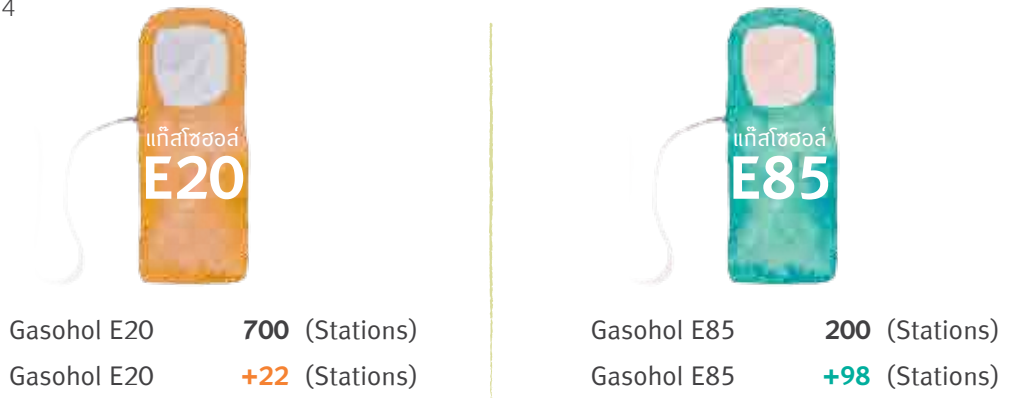 4
แก๊สโซฮอล์
E20
Gasohol E20 700 (Stations)
Gasohol E20 +22 (Stations)
แก๊สโซฮอล์
E85
Gasohol E85 200 (Stations)
Gasohol E85 +98 (Stations)